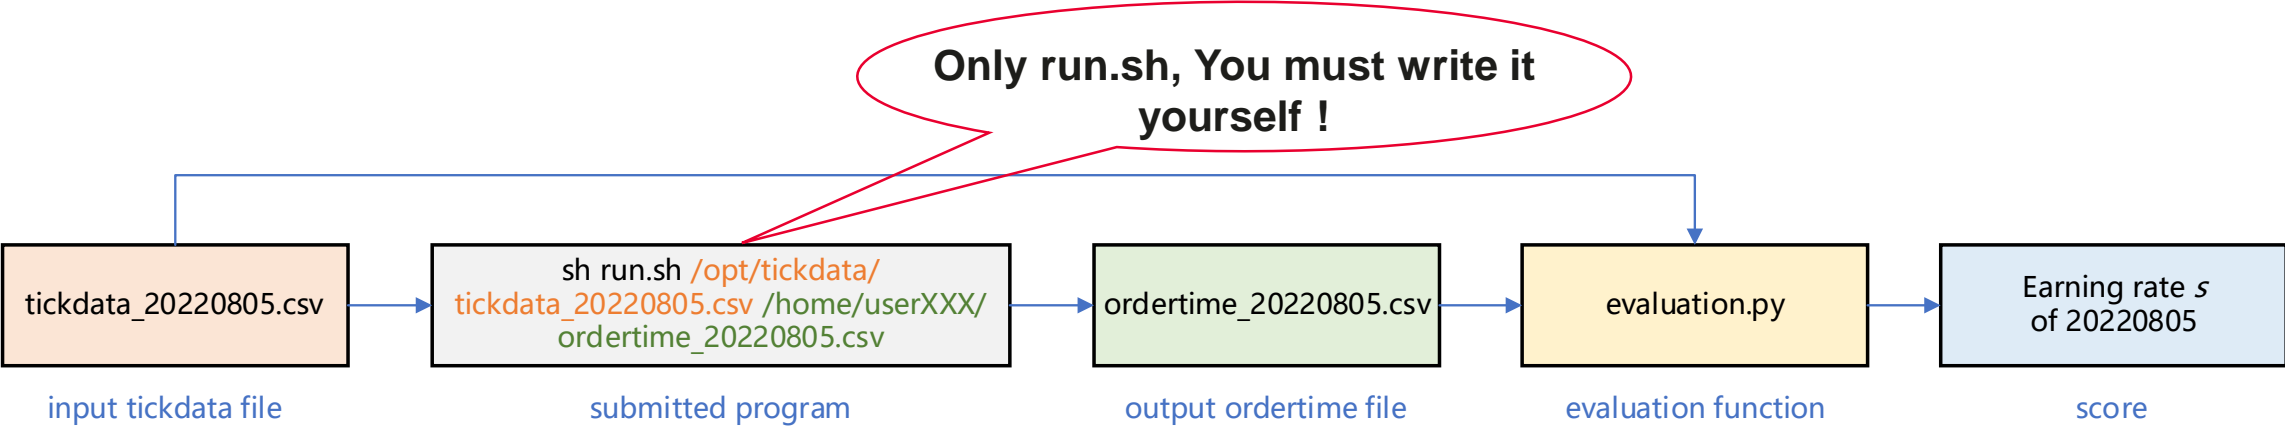 Only run.sh, You must write it
yourself！
tickdata_20220805.csv
sh run.sh /opt/tickdata/
tickdata_20220805.csv /home/userXXX/
ordertime_20220805.csv
ordertime_20220805.csv
evaluation.py
Earning rate s
of 20220805
input tickdata file
submitted program
output ordertime file
evaluation function
score